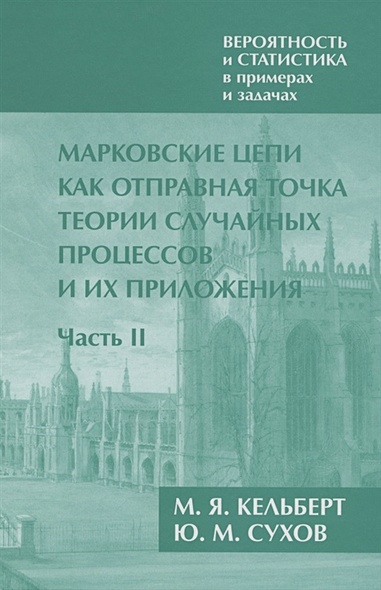 ВЕРОЯТНОСТЬ
и СТАТИСТИКА
в примерах
и задачах
МАРКОВСКИЕ ЦЕПИ
КАК ОТПРАВНАЯ ТОЧКА
ТЕОРИИ СЛУЧАЙНЫХ
ПРОЦЕССОВ
И ИХ ПРИЛОЖЕНИЯ
Часть II
М. Я. КЕЛЬБЕРТ
Ю. М. СУХОВ